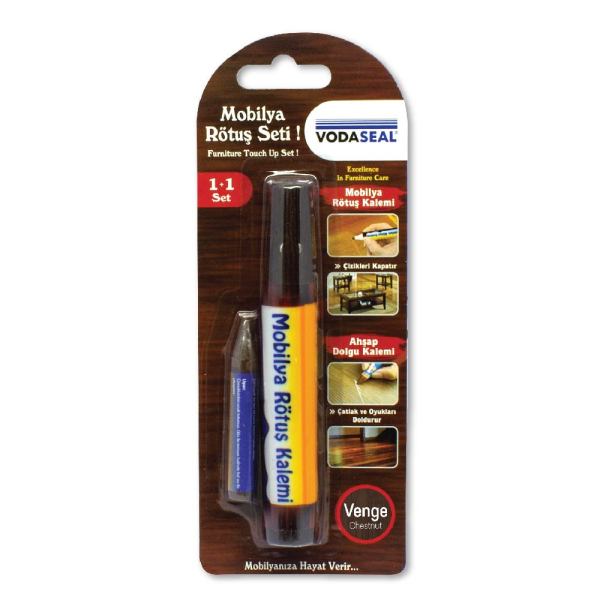 Mobilya
Rötuş Seti !
Furniture Touch Up Set !
VODASEAL®
1+1
Set
Excellence
in Furniture Care
Mobilya
Rötuş Kalemi
» Çizikleri Kapatır
Ahşap
Dolgu Kalemi
» Çatlak ve Oyukları
Doldurur
Mobilya Rötuş Kalemi
Venge
Chestnut
Mobilyanıza Hayat Verir...